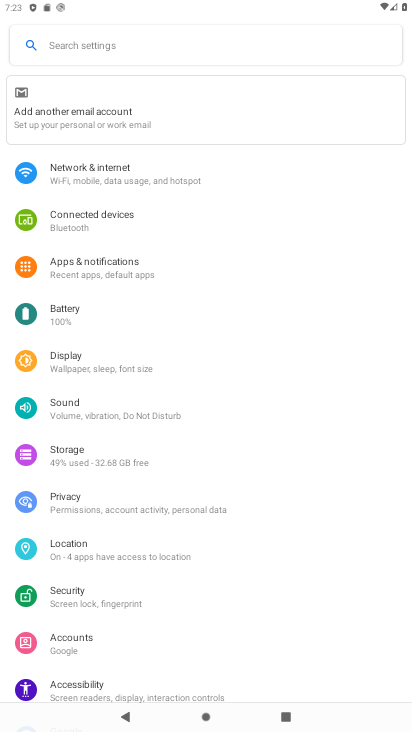 7:23
Search settings
Add another email account
Set up your personal or work email
Network & internet
Wi-Fi, mobile, data usage, and hotspot
Connected devices
Bluetooth
Apps & notifications
Recent apps, default apps
Battery
100%
Display
Wallpaper, sleep, font size
Sound
Volume, vibration, Do Not Disturb
Storage
49% used - 32.68 GB free
Privacy
Permissions, account activity, personal data
Location
On - 4 apps have access to location
Security
Screen lock, fingerprint
Accounts
Google
Accessibility
Screen readers, display, interaction controls